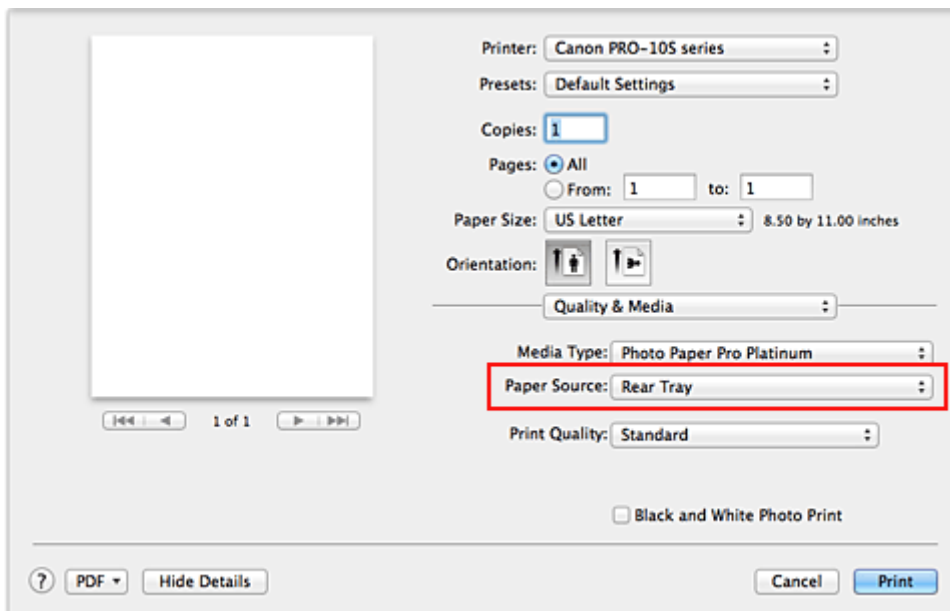 Printer: Canon PRO-10S series
Presets: Default Settings
Copies: 1
Pages: All
From: 1 to: 1
Paper Size: US Letter 8.50 by 11.00 inches
Orientation:
Quality & Media
Media Type: Photo Paper Pro Platinum
Paper Source: Rear Tray
1 of 1
Print Quality: Standard
Black and White Photo Print
? PDF Hide Details Cancel Print